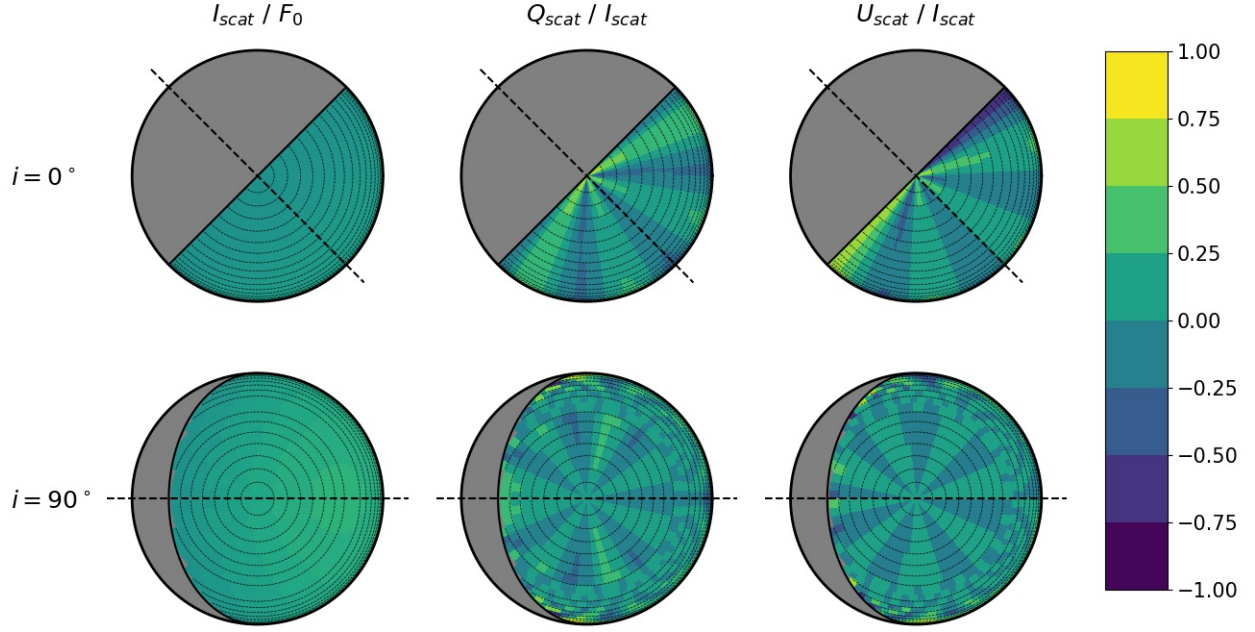 I_scat / F_0
Q_scat / I_scat
U_scat / I_scat
i = 0°
i = 90°
1.00
0.75
0.50
0.25
0.00
−0.25
−0.50
−0.75
−1.00